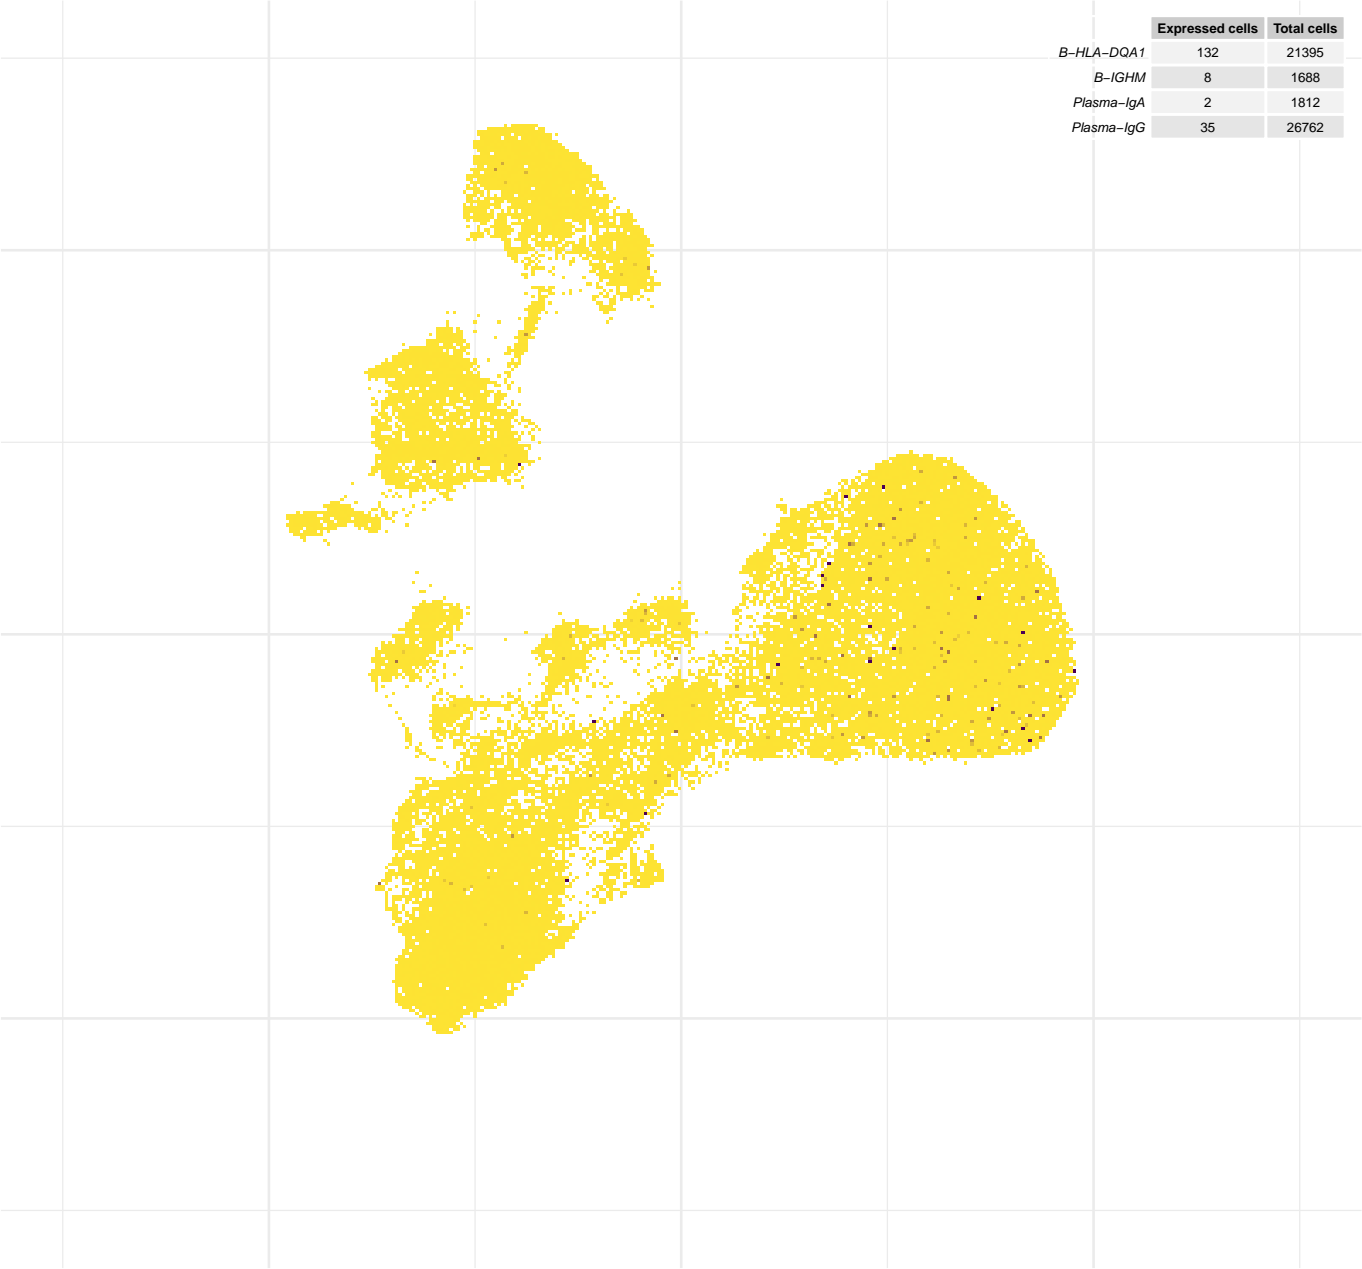 Expressed cells Total cells
B−HLA−DQA1 132 21395
B−IGHM 8 1688
Plasma−IgA 2 1812
Plasma−IgG 35 26762